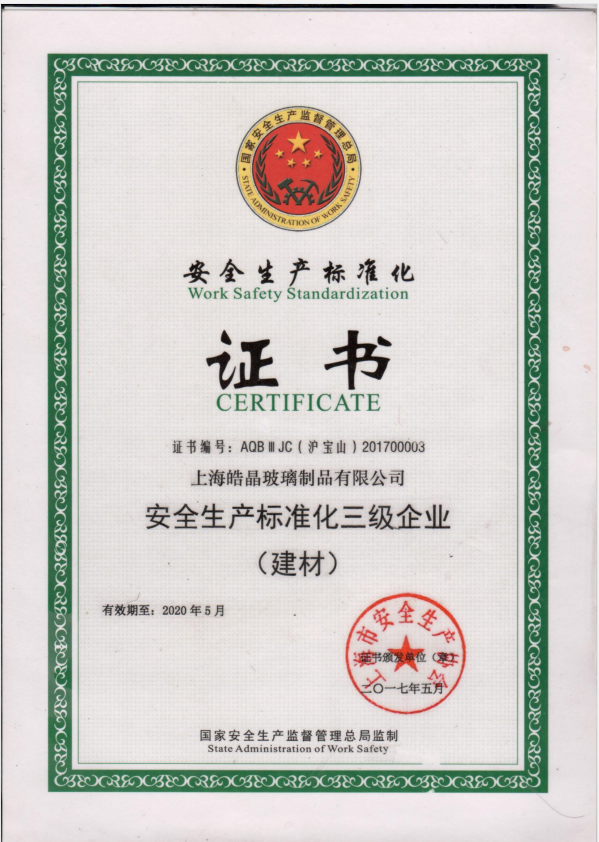 国家安全生产监督管理总局
STATE ADMINISTRATION OF WORK SAFETY
安全生产标准化
Work Safety Standardization
证书
CERTIFICATE
证书编号：AQBⅢJC（沪宝山）201700003
上海皓晶玻璃制品有限公司
安全生产标准化三级企业
（建材）
有效期至：2020年5月
上海市安全生产协会
证书颁发单位（章）
二〇一七年五月
国家安全生产监督管理总局监制
State Administration of Work Safety